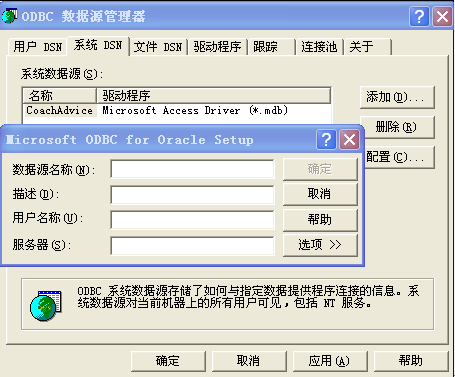 ODBC 数据源管理器
用户 DSN 系统 DSN 文件 DSN 驱动程序 跟踪 连接池 关于
系统数据源(S):
名称 驱动程序
CoachAdvice Microsoft Access Driver (*.mdb)
添加(D)...
删除(R)
配置(C)...
Microsoft ODBC for Oracle Setup
数据源名称(N):
确定
描述(D):
取消
用户名称(U):
帮助
服务器(S):
选项 >>
ODBC 系统数据源存储了如何与指定数据提供程序连接的信息。系
统数据源对当前机器上的所有用户可见,包括 NT 服务。
确定 取消 应用(A) 帮助